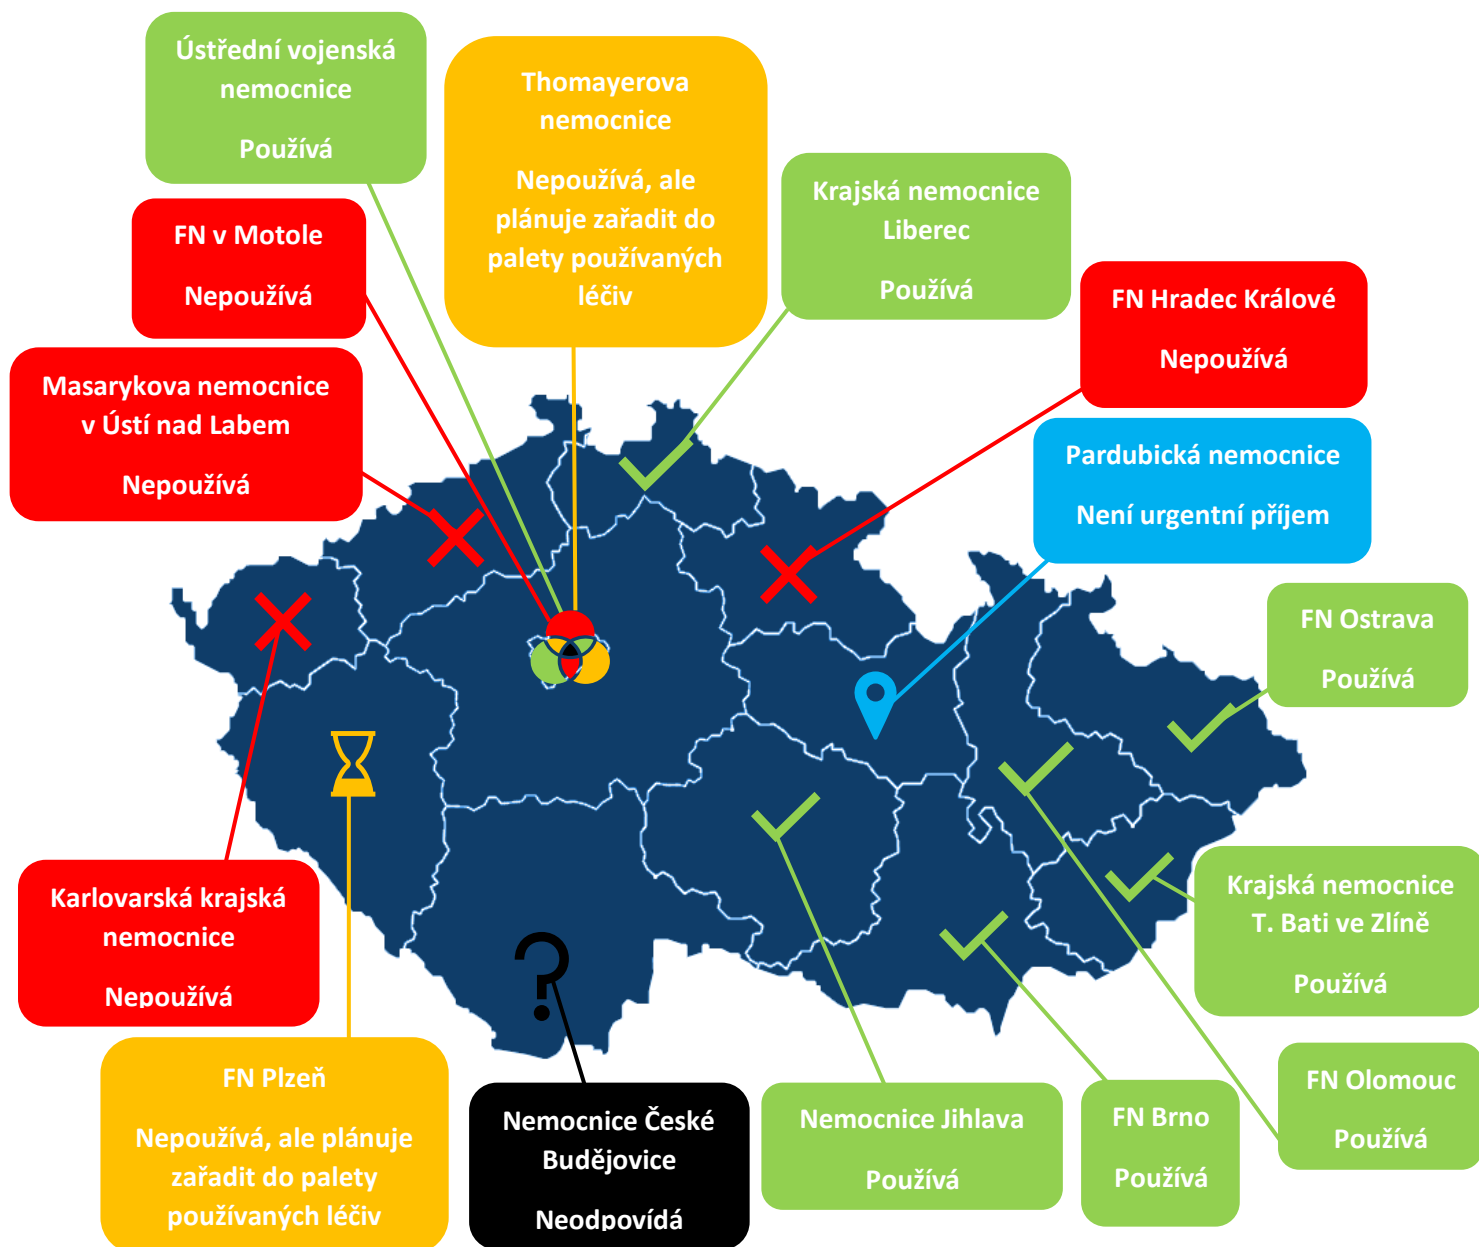 Ústřední vojenská
nemocnice
Používá
Thomayerova
nemocnice
Nepoužívá, ale
plánuje zařadit do
palety používaných
léčiv
Krajská nemocnice
Liberec
Používá
FN v Motole
Nepoužívá
FN Hradec Králové
Nepoužívá
Masarykova nemocnice
v Ústí nad Labem
Nepoužívá
Pardubická nemocnice
Není urgentní příjem
FN Ostrava
Používá
Karlovarská krajská
nemocnice
Nepoužívá
Krajská nemocnice
T. Bati ve Zlíně
Používá
FN Plzeň
Nepoužívá, ale plánuje
zařadit do palety
používaných léčiv
Nemocnice České
Budějovice
Neodpovídá
Nemocnice Jihlava
Používá
FN Brno
Používá
FN Olomouc
Používá